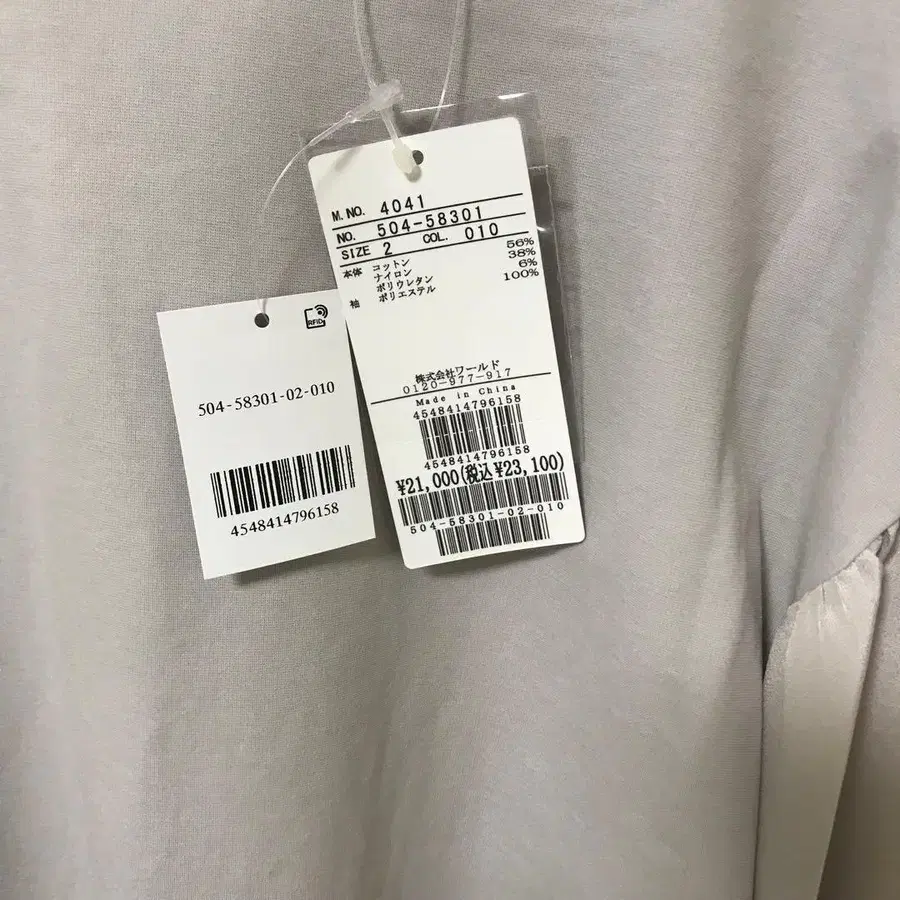 M.NO. 4041
NO. 504-58301
SIZE 2 COL. 010
本体 コットン 56%
ナイロン 38%
ポリウレタン 6%
袖 ポリエステル 100%
株式会社ワールド
0120-977-917
Made in China
4548414796158
4548414796158
¥21,000(税込¥23,100)
504-58301-02-010
RFID
504-58301-02-010
4548414796158